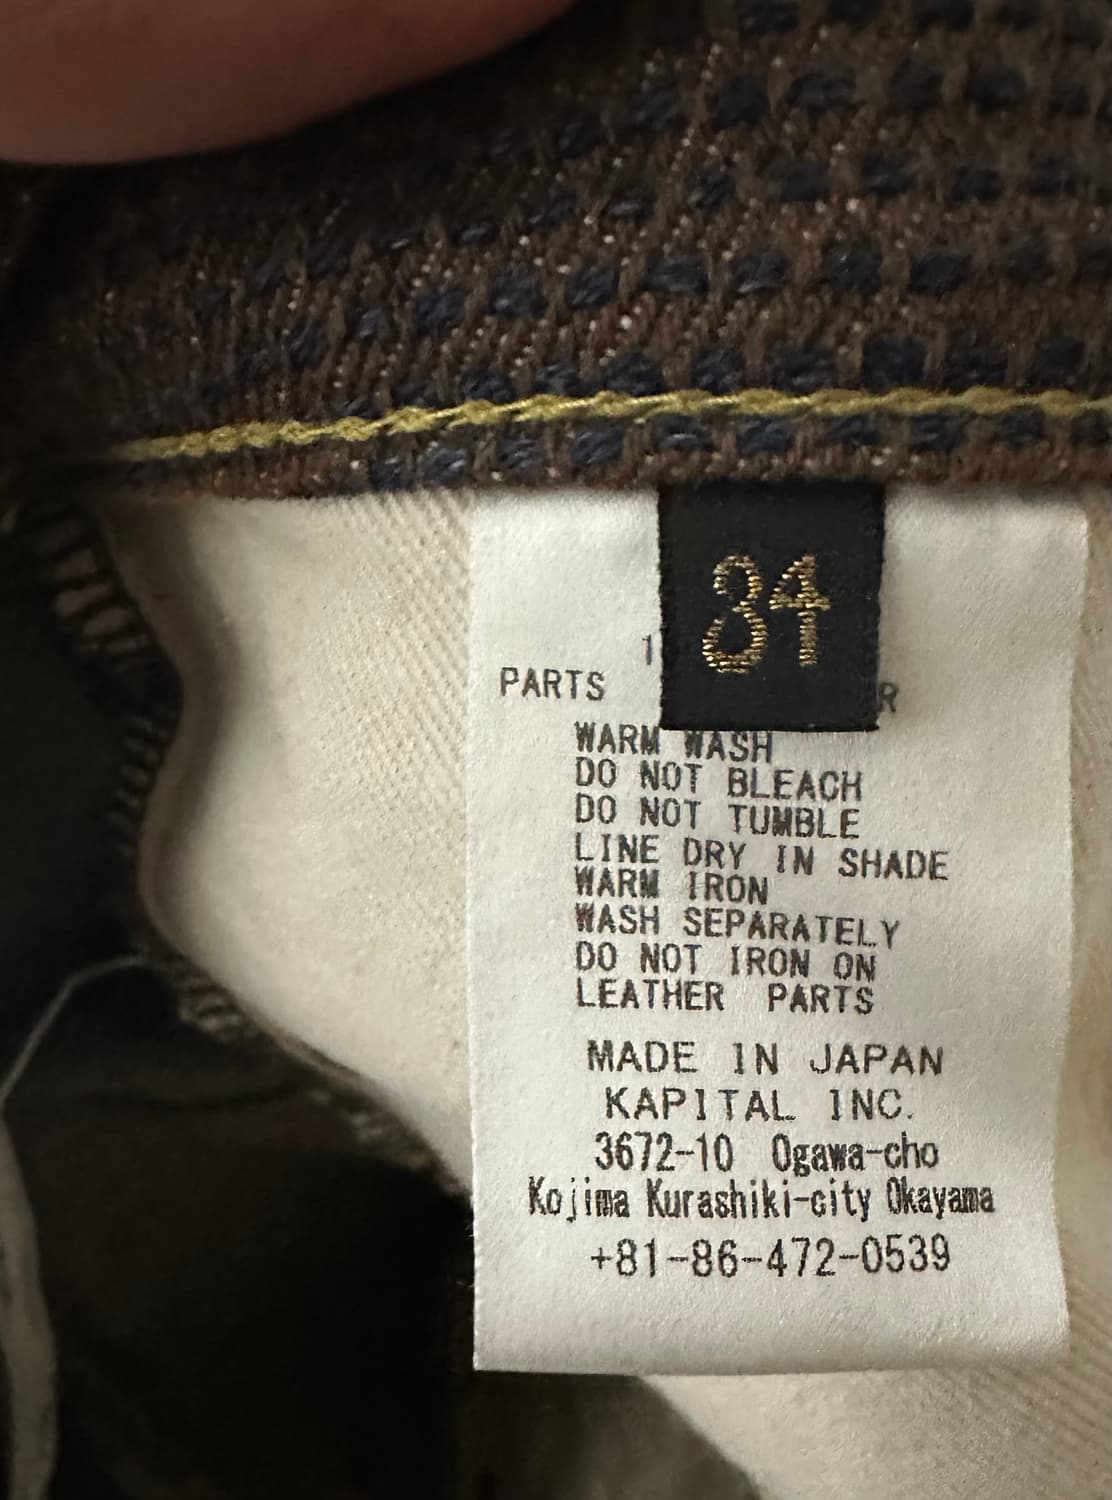 34
PARTS
WARM WASH
DO NOT BLEACH
DO NOT TUMBLE
LINE DRY IN SHADE
WARM IRON
WASH SEPARATELY
DO NOT IRON ON
LEATHER PARTS
MADE IN JAPAN
KAPITAL INC.
3672-10 Ogawa-cho
Kojima Kurashiki-city Okayama
+81-86-472-0539